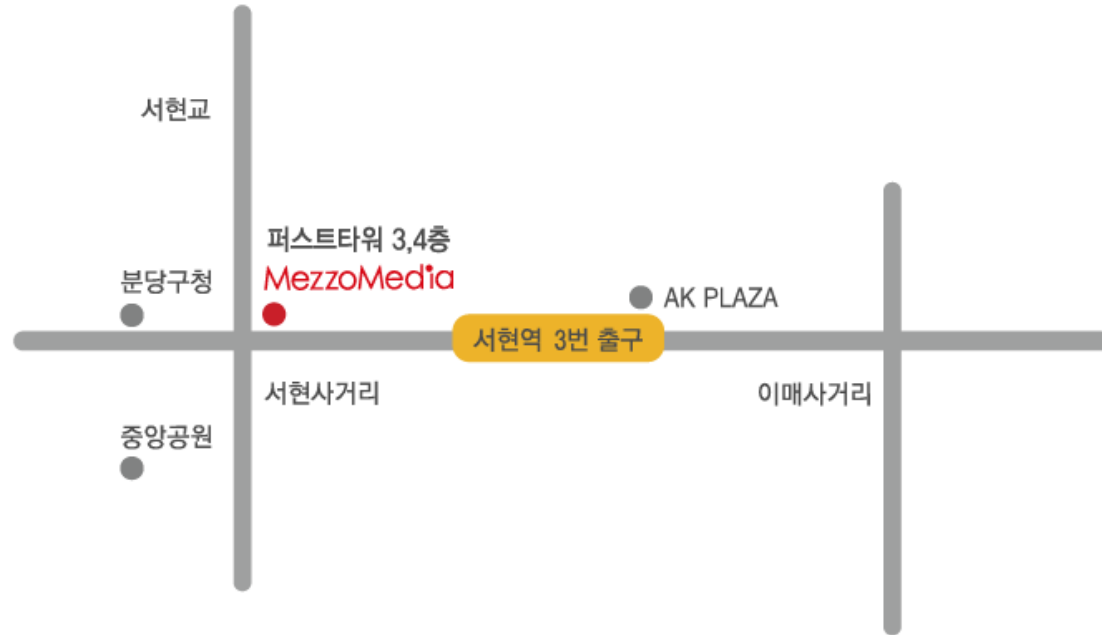 서현교
퍼스트타워 3,4층
분당구청
MezzoMedia
AK PLAZA
서현역 3번 출구
서현사거리
이매사거리
중앙공원